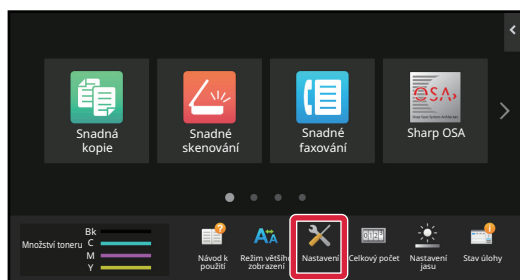 Snadná
kopie
Snadné
skenování
Snadné
faxování
OSA
Sharp OSA
Množství toneru
Bk
C
M
Y
Návod k
použití
Režim většího
zobrazení
Nastavení
Celkový počet
Nastavení
jasu
Stav úlohy